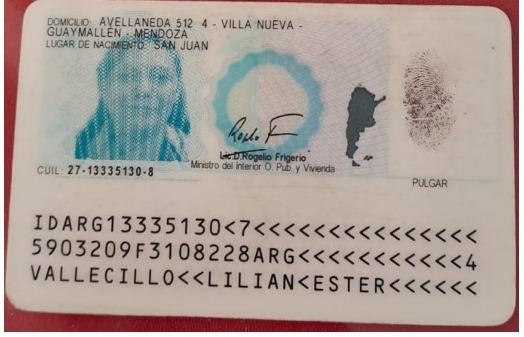 DOMICILIO: AVELLANEDA 512 4 - VILLA NUEVA -
GUAYMALLÉN - MENDOZA
LUGAR DE NACIMIENTO: SAN JUAN
Lic. D. Rogelio Frigerio
Ministro del Interior O. Pub. y Vivienda
CUIL: 27-13335130-8
PULGAR
IDARG13335130<7<<<<<<<<<<<<<<<
5903209F3108228ARG<<<<<<<<<<<4
VALLECILLO<<LILIAN<ESTER<<<<<<